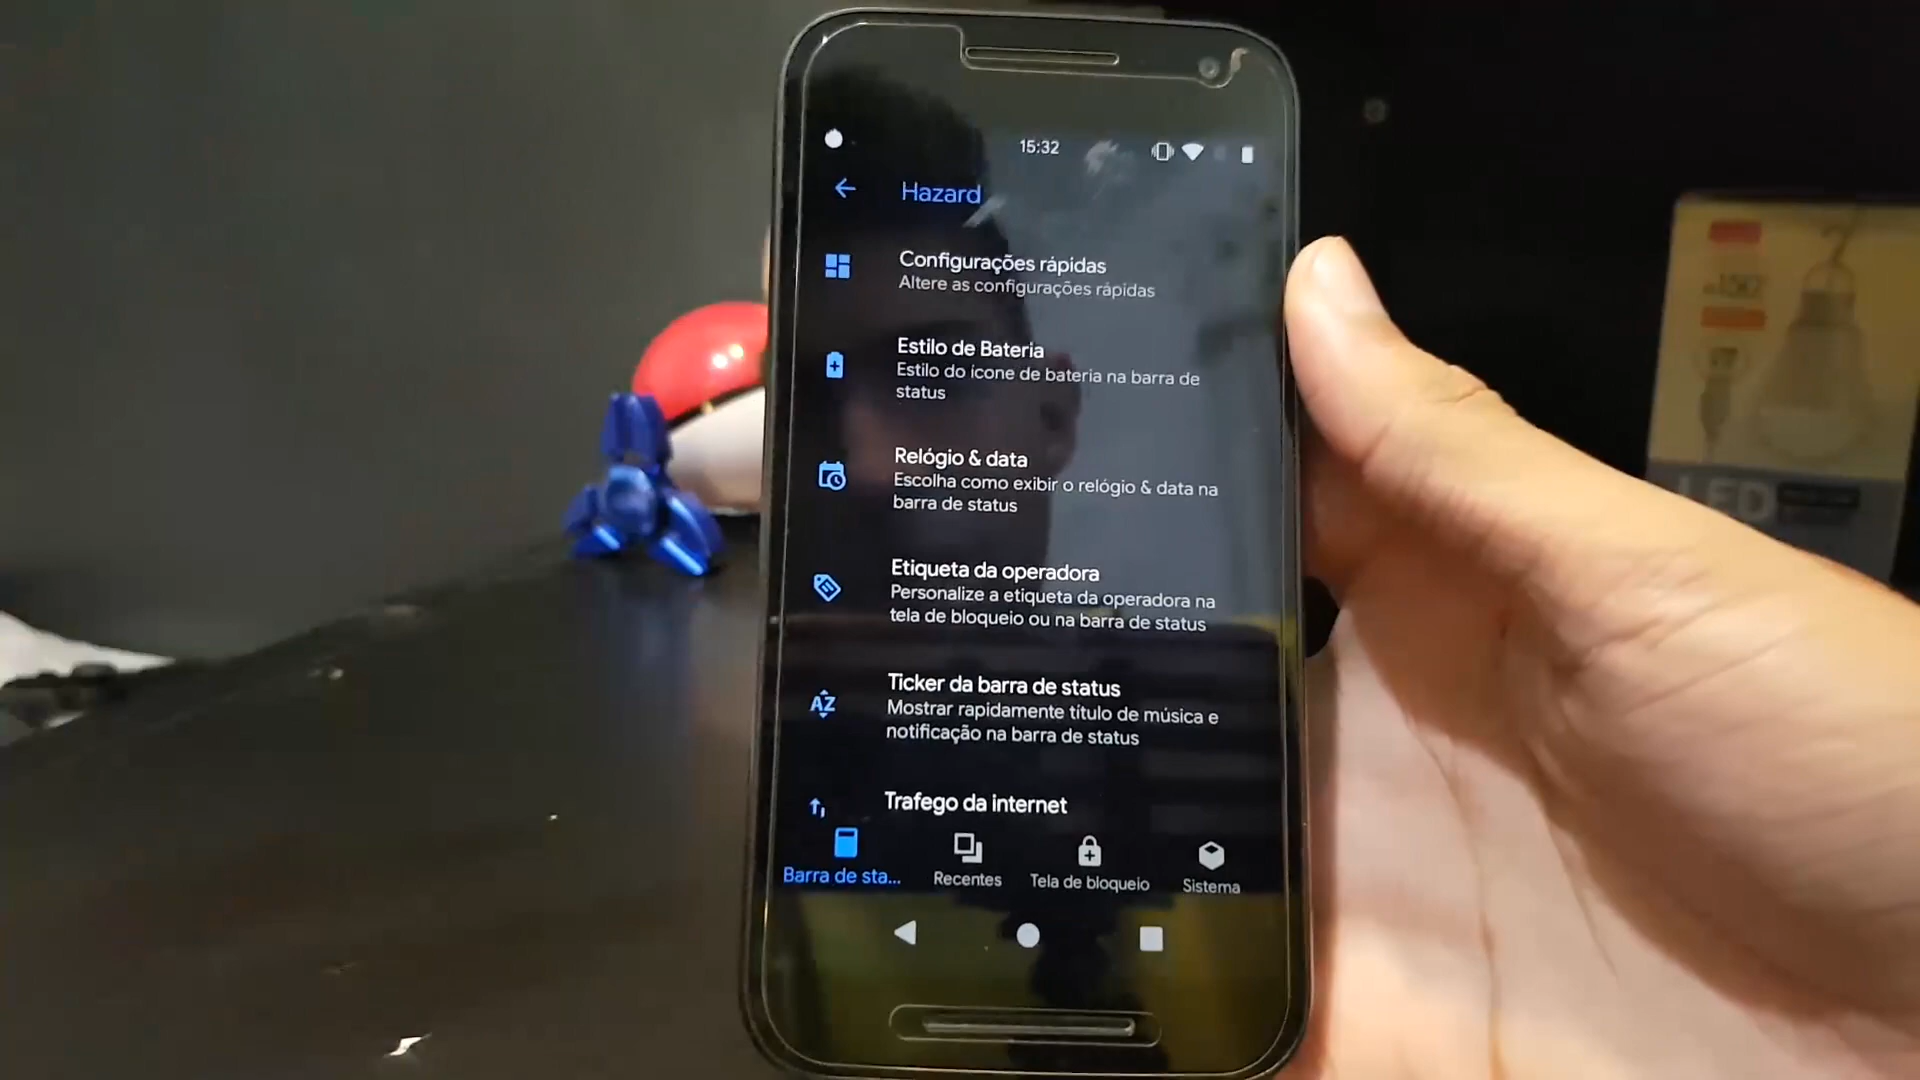 15:32
Hazard
Configurações rápidas
Altere as configurações rápidas
Estilo de Bateria
Estilo do icone de bateria na barra de
status
Relógio & data
Escolha como exibir o relógio & data na
barra de status
Etiqueta da operadora
Personalize a etiqueta da operadora na
tela de bloqueio ou na barra de status
AZ
Ticker da barra de status
Mostrar rapidamente título de música e
notificação na barra de status
Trafego da internet
Barra de sta...
Recentes
Tela de bloqueio
Sistema
LED